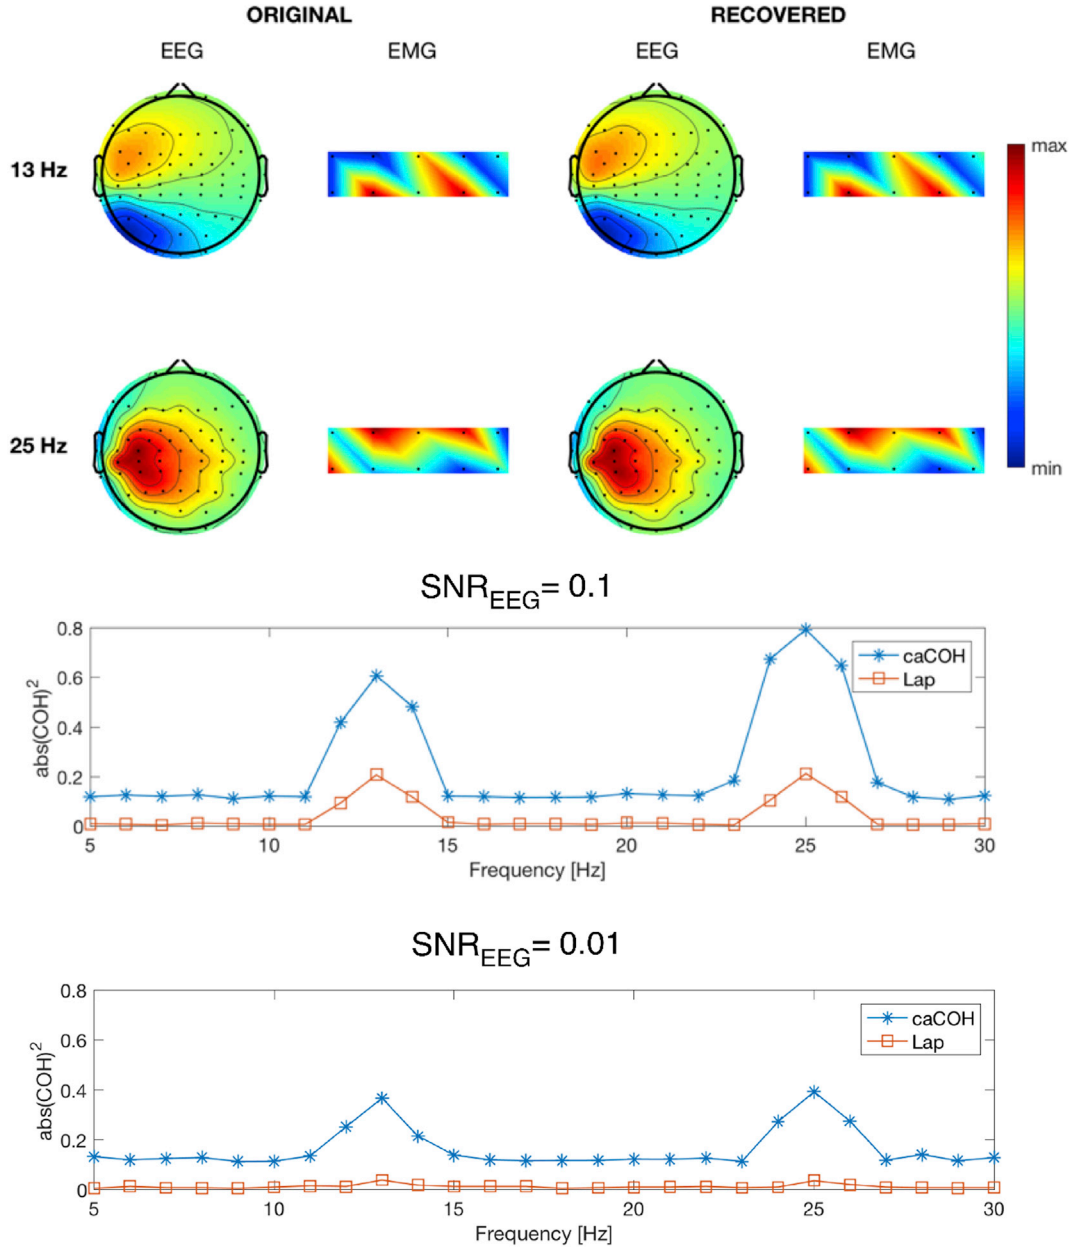 ORIGINAL RECOVERED
EEG EMG EEG EMG
13 Hz
max
25 Hz
min
SNR_EEG= 0.1
abs(COH)²
0.8
0.6
0.4
0.2
0
caCOH
Lap
5 10 15 20 25 30
Frequency [Hz]
SNR_EEG= 0.01
abs(COH)²
0.8
0.6
0.4
0.2
0
caCOH
Lap
5 10 15 20 25 30
Frequency [Hz]